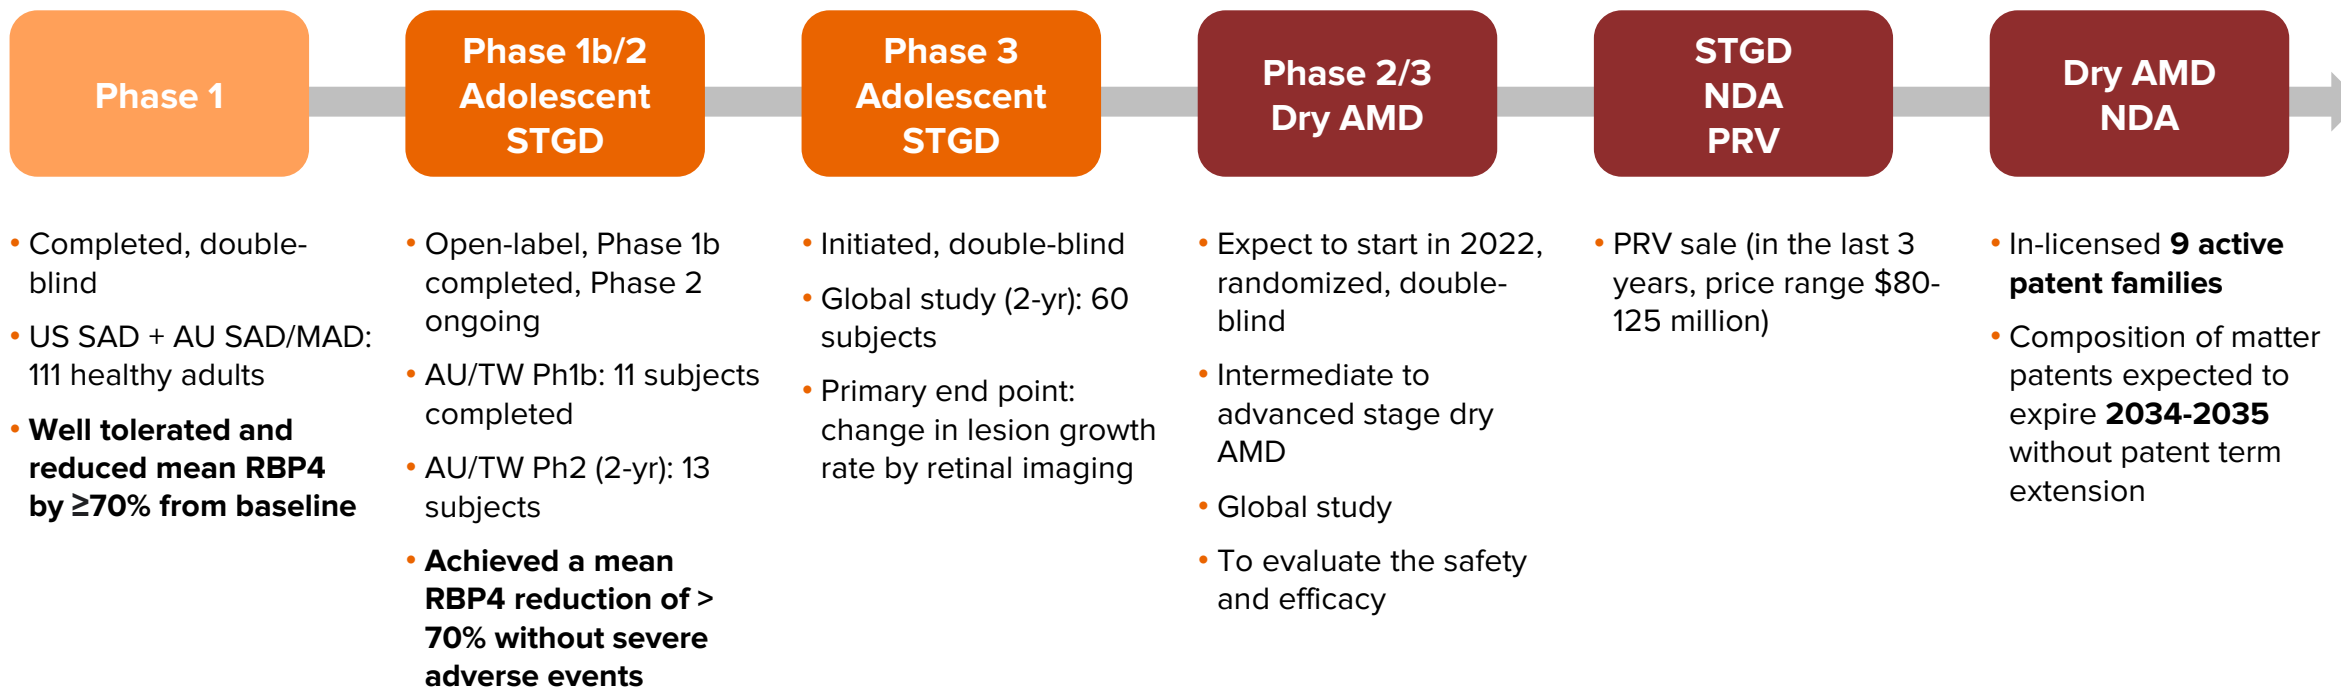 Phase 1
Phase 1b/2
Adolescent
STGD
Phase 3
Adolescent
STGD
Phase 2/3
Dry AMD
STGD
NDA
PRV
Dry AMD
NDA
• Completed, double-
blind
• US SAD + AU SAD/MAD:
111 healthy adults
• Well tolerated and
reduced mean RBP4
by ≥70% from baseline
• Open-label, Phase 1b
completed, Phase 2
ongoing
• AU/TW Ph1b: 11 subjects
completed
• AU/TW Ph2 (2-yr): 13
subjects
• Achieved a mean
RBP4 reduction of >
70% without severe
adverse events
• Initiated, double-blind
• Global study (2-yr): 60
subjects
• Primary end point:
change in lesion growth
rate by retinal imaging
• Expect to start in 2022,
randomized, double-
blind
• Intermediate to
advanced stage dry
AMD
• Global study
• To evaluate the safety
and efficacy
• PRV sale (in the last 3
years, price range $80-
125 million)
• In-licensed 9 active
patent families
• Composition of matter
patents expected to
expire 2034-2035
without patent term
extension